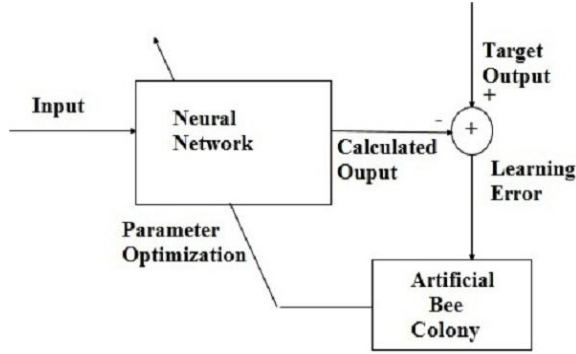 Input
Neural
Network
Target
Output
+
-
+
Calculated
Ouput
Learning
Error
Parameter
Optimization
Artificial
Bee
Colony